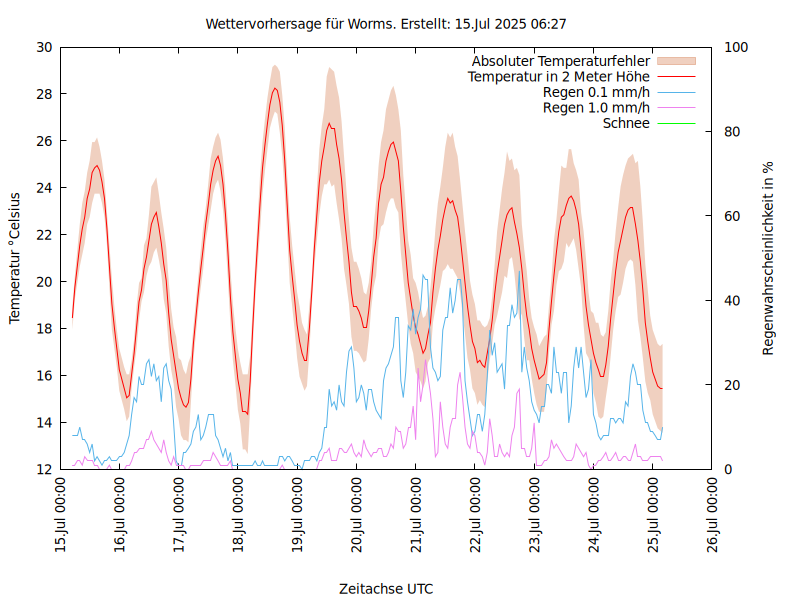 Wettervorhersage für Worms. Erstellt: 15.Jul 2025 06:27
30
28
26
24
22
20
18
16
14
12
100
80
60
40
20
0
Absoluter Temperaturfehler
Temperatur in 2 Meter Höhe
Regen 0.1 mm/h
Regen 1.0 mm/h
Schnee
Temperatur °Celsius
Regenwahrscheinlichkeit in %
15.Jul 00:00
16.Jul 00:00
17.Jul 00:00
18.Jul 00:00
19.Jul 00:00
20.Jul 00:00
21.Jul 00:00
22.Jul 00:00
23.Jul 00:00
24.Jul 00:00
25.Jul 00:00
26.Jul 00:00
Zeitachse UTC